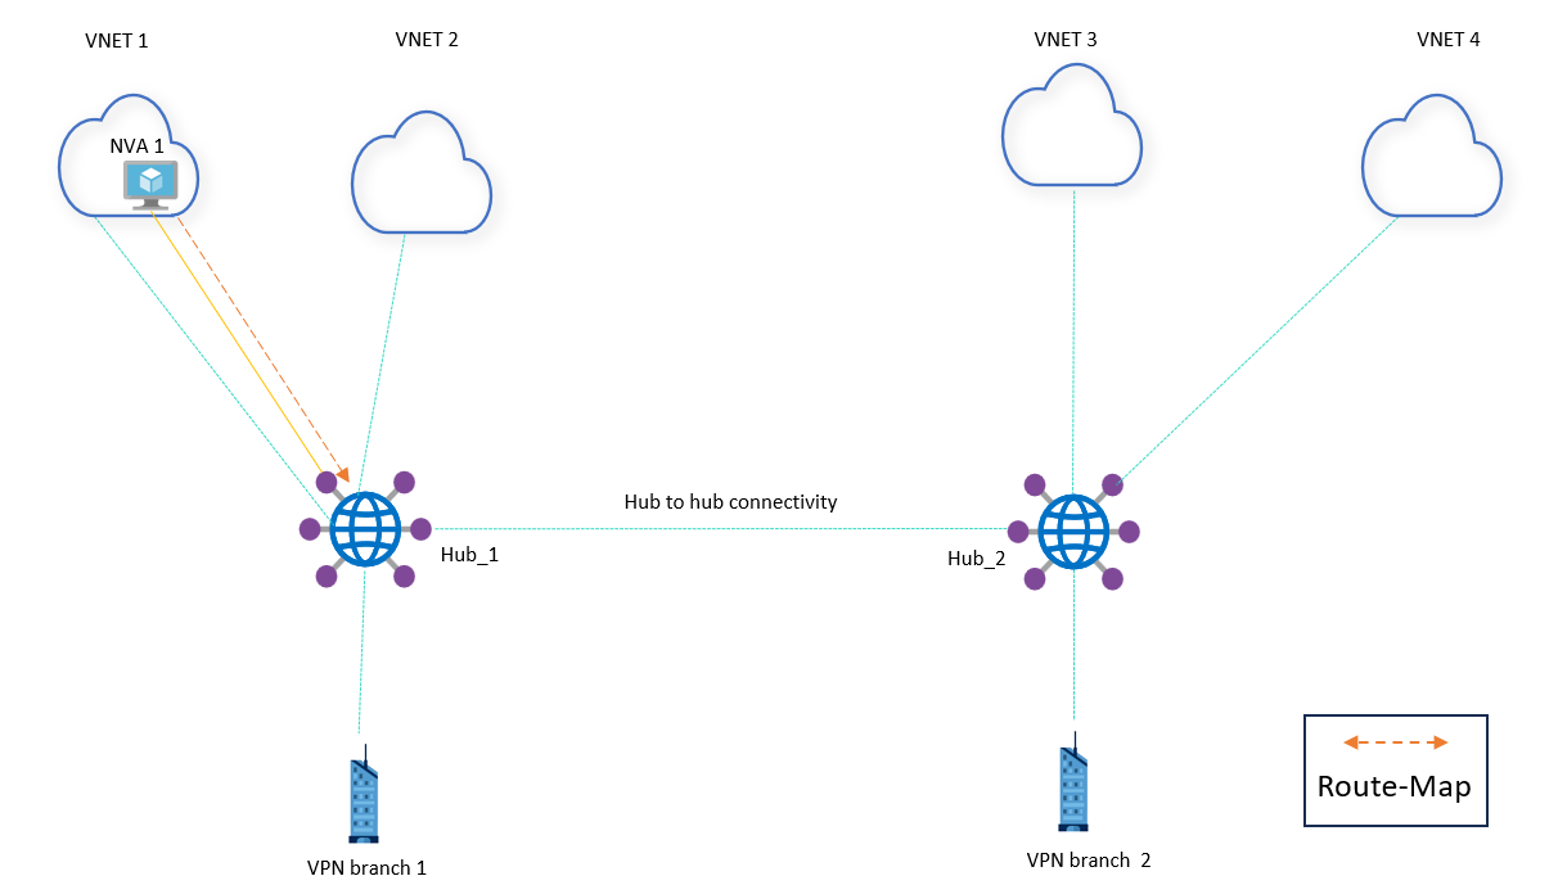 VNET 1
VNET 2
VNET 3
VNET 4
NVA 1
Hub to hub connectivity
Hub_1
Hub_2
Route-Map
VPN branch 1
VPN branch  2